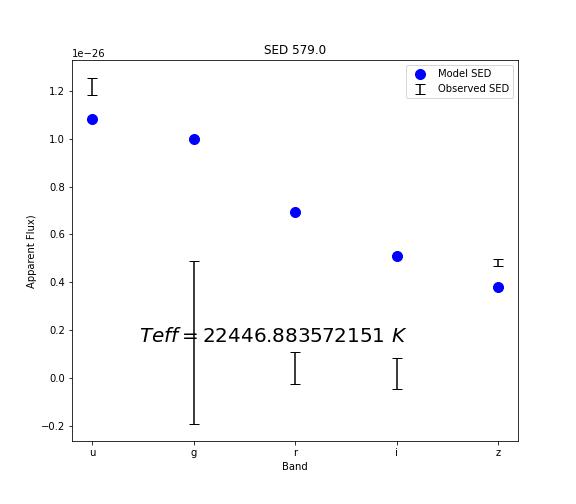 SED 579.0
1e−26
Model SED
Observed SED
1.2
1.0
0.8
0.6
0.4
0.2
0.0
−0.2
Apparent Flux)
Teff = 22446.883572151 K
u g r i z
Band